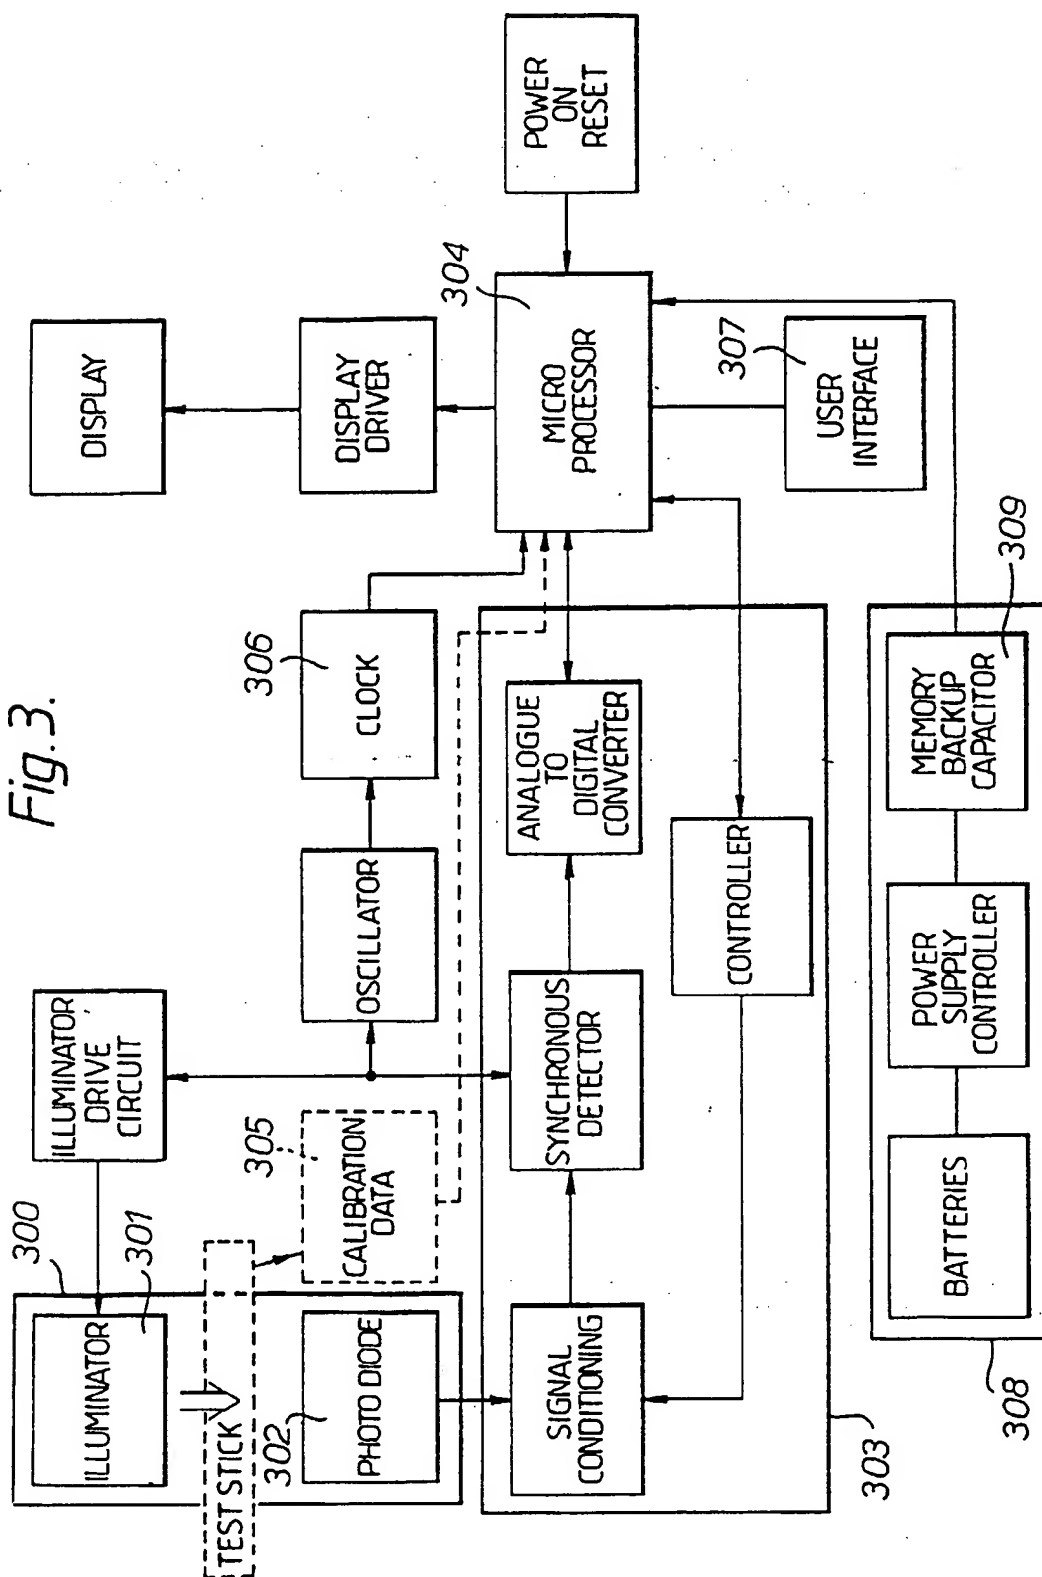 Fig.3.
300
ILLUMINATOR
301
TEST STICK
302
PHOTO DIODE
ILLUMINATOR
DRIVE
CIRCUIT
305
CALIBRATION
DATA
OSCILLATOR
306
CLOCK
DISPLAY
DISPLAY
DRIVER
304
MICRO
PROCESSOR
POWER
ON
RESET
307
USER
INTERFACE
SIGNAL
CONDITIONING
SYNCHRONOUS
DETECTOR
ANALOGUE
TO
DIGITAL
CONVERTER
CONTROLLER
303
BATTERIES
POWER
SUPPLY
CONTROLLER
MEMORY
BACKUP
CAPACITOR
309
308